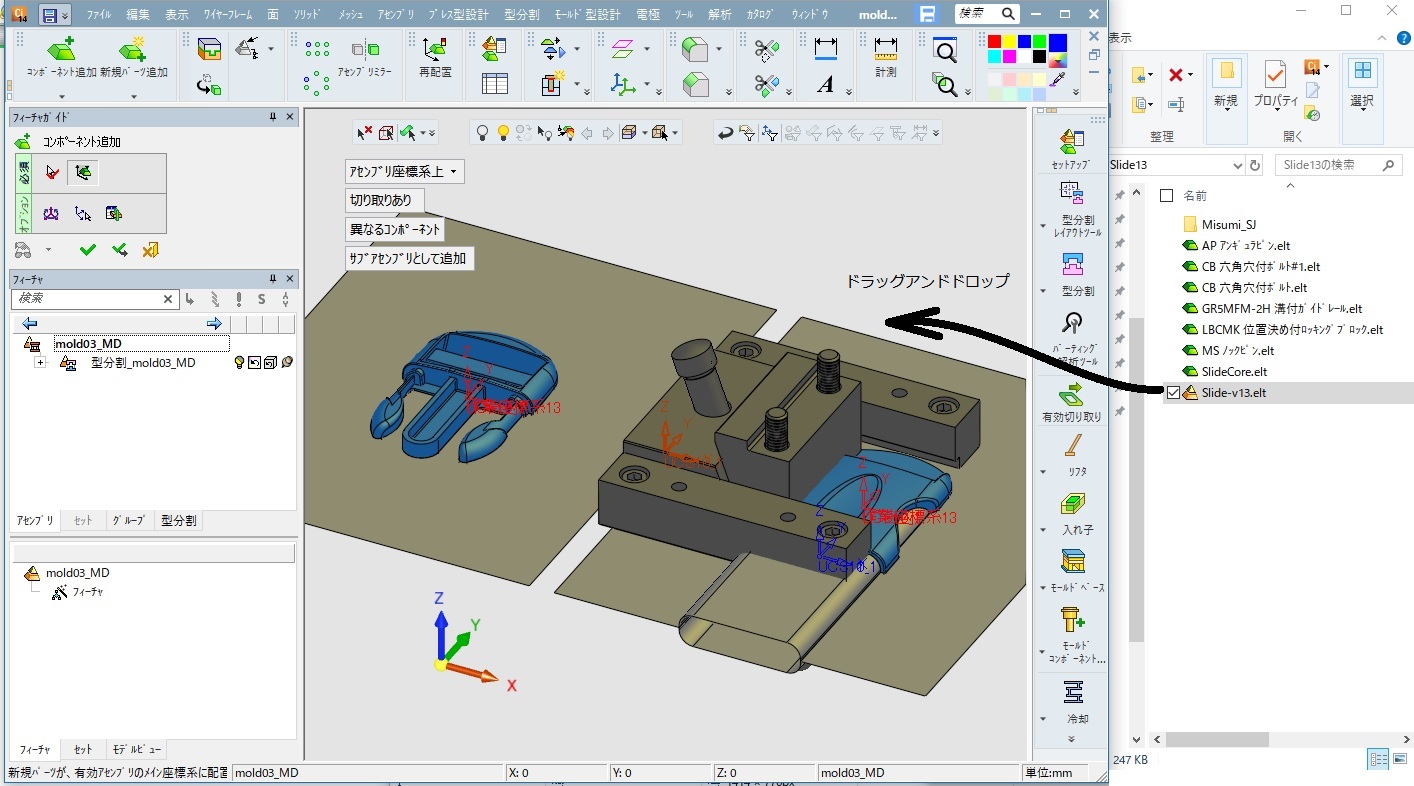 Ci 14
ﾌｧｲﾙ 編集 表示 ﾜｲﾔｰﾌﾚｰﾑ 面 ｿﾘｯﾄﾞ ﾒｯｼｭ ｱｾﾝﾌﾞﾘ ﾌﾟﾚｽ型設計 型分割 ﾓｰﾙﾄﾞ型設計 電極 ﾂｰﾙ 解析 ｶﾀﾛｸﾞ ｳｨﾝﾄﾞｳ mold... 検索
ｺﾝﾎﾟｰﾈﾝﾄ追加 新規ﾊﾟｰﾂ追加 ｱｾﾝﾌﾞﾘﾐﾗｰ 再配置 計測
A
ﾌｨｰﾁｬｶﾞｲﾄﾞ
ｺﾝﾎﾟｰﾈﾝﾄ追加
必須
オプション
ﾌｨｰﾁｬ
検索
S
mold03_MD
型分割_mold03_MD
ｱｾﾝﾌﾞﾘ ｾｯﾄ ｸﾞﾙｰﾌﾟ 型分割
mold03_MD
ﾌｨｰﾁｬ
ﾌｨｰﾁｬ ｾｯﾄ ﾓﾃﾞﾙﾋﾞｭｰ
ｱｾﾝﾌﾞﾘ座標系上
切り取りあり
異なるｺﾝﾎﾟｰﾈﾝﾄ
ｻﾌﾞｱｾﾝﾌﾞﾘとして追加
ドラッグアンドドロップ
Z
Y
X
ｾｯﾄｱｯﾌﾟ
型分割
ﾚｲｱｳﾄﾂｰﾙ
型分割
ﾊﾟｰﾃｨﾝｸﾞ
解析ﾂｰﾙ
有効切り取り
ﾘﾌﾀ
入れ子
ﾓｰﾙﾄﾞﾍﾞｰｽ
ﾓｰﾙﾄﾞ
ｺﾝﾎﾟｰﾈﾝﾄ...
冷却
新規ﾊﾟｰﾂが、有効ｱｾﾝﾌﾞﾘのﾒｲﾝ座標系に配置 mold03_MD X: 0 Y: 0 Z: 0 mold03_MD 単位:mm
表示
新規 プロパティ 選択
整理 開く
Slide13 Slide13の検索
名前
Misumi_SJ
AP ｱﾝｷﾞｭﾗﾋﾟﾝ.elt
CB 六角穴付ﾎﾞﾙﾄ#1.elt
CB 六角穴付ﾎﾞﾙﾄ.elt
GR5MFM-2H 溝付ｶﾞｲﾄﾞﾚｰﾙ.elt
LBCMK 位置決め付ﾛｯｷﾝｸﾞﾌﾞﾛｯｸ.elt
MS ﾉｯｸﾋﾟﾝ.elt
SlideCore.elt
Slide-v13.elt
247 KB